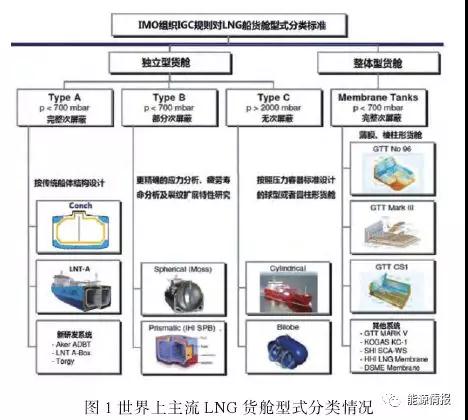 IMO组织IGC规则对LNG船货舱型式分类标准
独立型货舱
整体型货舱
Type A
p < 700 mbar
完整次屏蔽
Type B
p < 700 mbar
部分次屏蔽
Type C
p > 2000 mbar
无次屏蔽
Membrane Tanks
p < 700 mbar
完整次屏蔽
按传统船体结构设计
更精确的应力分析、疲劳寿
命分析及裂纹扩展特性研究
按照压力容器标准设计
的球型或者圆柱形货舱
薄膜、棱柱形货舱
Conch
LNT-A
新研发系统
- Aker ADBT
- LNT A-Box
- Torgy
Spherical (Moss)
Prismatic (IHI SPB)
Cylindrical
Bilobe
GTT No 96
GTT Mark III
GTT CS1
其他系统
- GTT MARK V
- KOGAS KC-1
- SHI SCA-WS
- HHI LNG Membrane
- DSME Membrane
能源情报
图 1 世界上主流 LNG 货舱型式分类情况